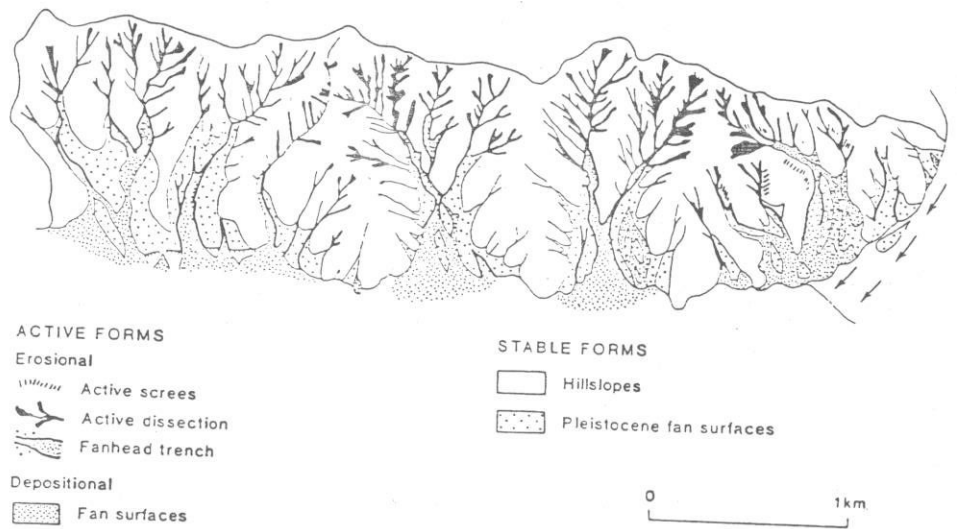 ACTIVE FORMS
Erosional
Active screes
Active dissection
Fanhead trench
Depositional
Fan surfaces
STABLE FORMS
Hillslopes
Pleistocene fan surfaces
0 1km